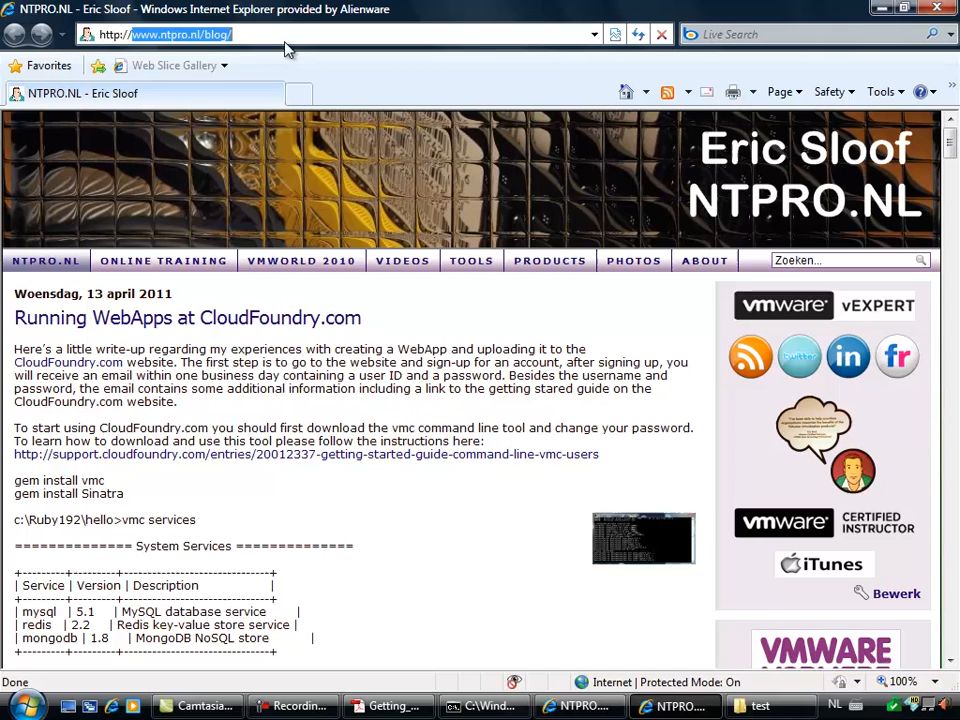 NTPRO.NL - Eric Sloof - Windows Internet Explorer provided by Alienware
http://www.ntpro.nl/blog/
Live Search
Favorites
Web Slice Gallery
NTPRO.NL - Eric Sloof
Page
Safety
Tools
Eric Sloof
NTPRO.NL
NTPRO.NL ONLINE TRAINING VMWORLD 2010 VIDEOS TOOLS PRODUCTS PHOTOS ABOUT
Zoeken...
Woensdag, 13 april 2011
Running WebApps at CloudFoundry.com
Here's a little write-up regarding my experiences with creating a WebApp and uploading it to the
CloudFoundry.com website. The first step is to go to the website and sign-up for an account, after signing up, you
will receive an email within one business day containing a user ID and a password. Besides the username and
password, the email contains some additional information including a link to the getting stared guide on the
CloudFoundry.com website.
To start using CloudFoundry.com you should first download the vmc command line tool and change your password.
To learn how to download and use this tool please follow the instructions here:
http://support.cloudfoundry.com/entries/20012337-getting-started-guide-command-line-vmc-users
gem install vmc
gem install Sinatra
c:\Ruby192\hello>vmc services
============== System Services ==============
+---------+---------+------------------------------+
| Service | Version | Description |
+---------+---------+------------------------------+
| mysql | 5.1 | MySQL database service |
| redis | 2.2 | Redis key-value store service |
| mongodb | 1.8 | MongoDB NoSQL store |
+---------+---------+------------------------------+
vmware vEXPERT
twitter
in
fr
vmware CERTIFIED
INSTRUCTOR
iTunes
Bewerk
VMWARE
Done
Internet | Protected Mode: On
100%
Camtasia...
Recordin...
Getting_...
C:\Wind...
NTPRO....
NTPRO....
test
NL